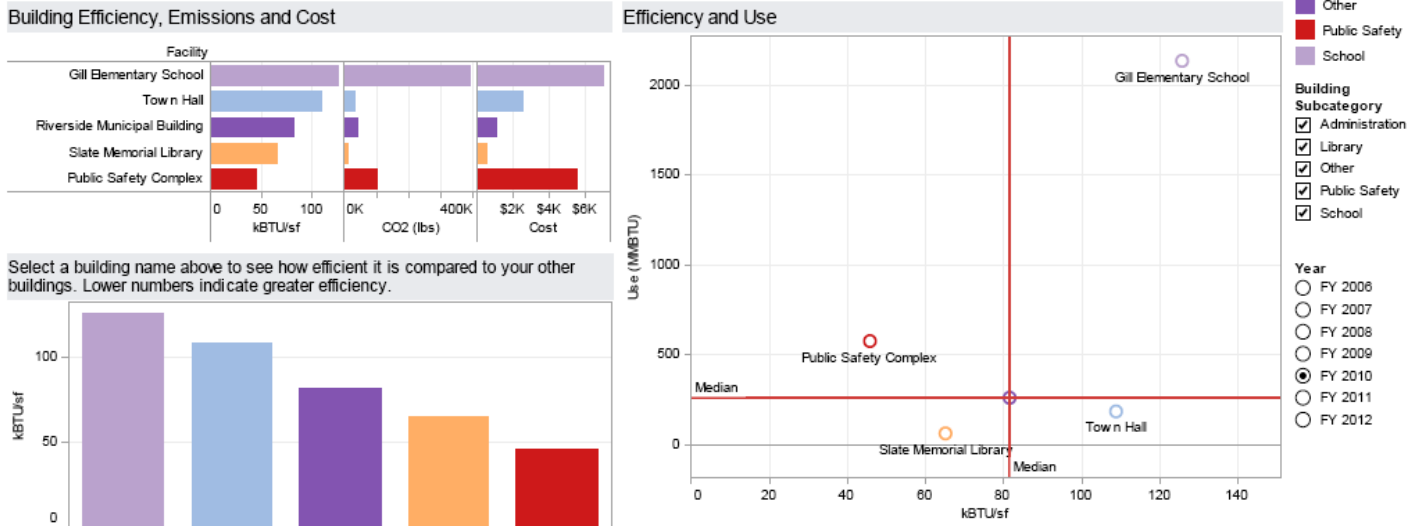 Building Efficiency, Emissions and Cost
Facility
Gill Elementary School
Town Hall
Riverside Municipal Building
Slate Memorial Library
Public Safety Complex
0 50 100
kBTU/sf
0K 400K
CO2 (lbs)
$2K $4K $6K
Cost
Select a building name above to see how efficient it is compared to your other
buildings. Lower numbers indicate greater efficiency.
100
50
0
kBTU/sf
Efficiency and Use
2000
1500
1000
500
0
Use (MMBTU)
Gill Elementary School
Public Safety Complex
Median
Town Hall
Slate Memorial Library
Median
0 20 40 60 80 100 120 140
kBTU/sf
Other
Public Safety
School
Building
Subcategory
Administration
Library
Other
Public Safety
School
Year
FY 2006
FY 2007
FY 2008
FY 2009
FY 2010
FY 2011
FY 2012